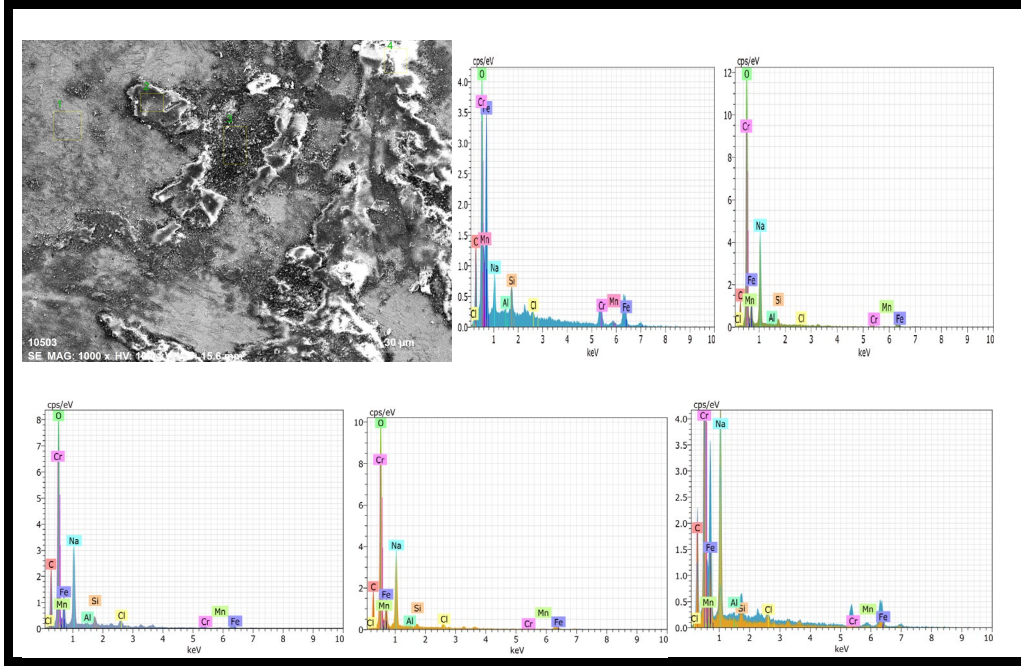 4
10503
SE MAG: 1000 x HV:
30 µm
cps/eV
4.0
3.5
3.0
2.5
2.0
1.5
1.0
0.5
0.0
O
Cr
Fe
C
Mn
Na
Si
Al
Cl
Cl
Cr
Mn
Fe
1 2 3 4 5 6 7 8 9 10
keV
cps/eV
12
10
8
6
4
2
0
O
Cr
Na
Fe
C
Mn
Si
Cl
Al
Cl
Mn
Cr
Fe
1 2 3 4 5 6 7 8 9 10
keV
cps/eV
8
7
6
5
4
3
2
1
0
O
Cr
Na
C
Fe
Si
Mn
Cl
Al
Cl
Mn
Cr
Fe
1 2 3 4 5 6 7 8 9 10
keV
cps/eV
10
8
6
4
2
0
O
Cr
Na
C
Fe
Mn
Si
Cl
Al
Cl
Mn
Cr
Fe
1 2 3 4 5 6 7 8 9 10
keV
cps/eV
4.0
3.5
3.0
2.5
2.0
1.5
1.0
0.5
0.0
Cr
Na
C
Fe
Mn
Al
Si
Cl
Cl
Mn
Cr
Fe
1 2 3 4 5 6 7 8 9 10
keV